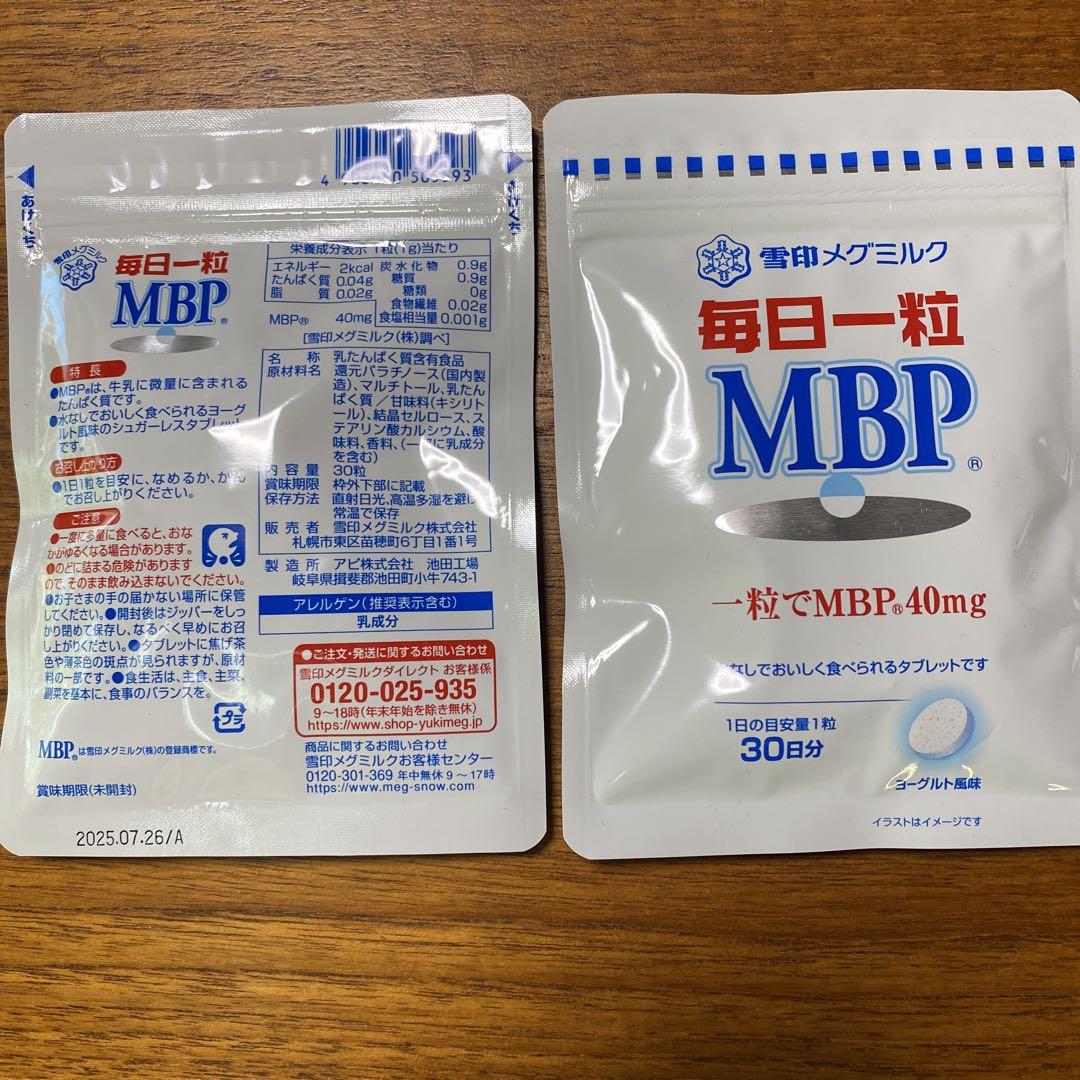 あけくち
雪印メグミルク
毎日一粒
MBP®
特長
●MBP®は、牛乳に微量に含まれる
たんぱく質です。
●水なしでおいしく食べられるヨーグ
ルト風味のシュガーレスタブレット
です。
お召し上がり方
●1日1粒を目安に、なめるか、かんで
お召し上がりください。
ご注意
●一度に多量に食べると、おな
かがゆるくなる場合があります。
●のどに詰まる危険があります
ので、そのまま飲み込まないでください。
●お子さまの手の届かない場所に保管
してください。●開封後はジッパーをしっ
かり閉めて保存し、なるべく早めにお召
し上がりください。●タブレットに焦げ茶
色や薄茶色の斑点が見られますが、原材
料の一部です。●食生活は、主食、主菜、
副菜を基本に、食事のバランスを。
プラ
MBP®は雪印メグミルク(株)の登録商標です。
賞味期限(未開封)
2025.07.26/A
栄養成分表示 1粒(1g)当たり
エネルギー 2kcal 炭水化物 0.9g
たんぱく質 0.04g 糖質 0.9g
脂質 0.02g 糖類 0g
食物繊維 0.02g
MBP® 40mg 食塩相当量 0.001g
[雪印メグミルク(株)調べ]
名称 乳たんぱく質含有食品
原材料名 還元パラチノース(国内製
造)、マルチトール、乳たん
ぱく質/甘味料(キシリト
ール)、結晶セルロース、ス
テアリン酸カルシウム、酸
味料、香料、(一部に乳成分
を含む)
内容量 30粒
賞味期限 枠外下部に記載
保存方法 直射日光、高温多湿を避け
常温で保存
販売者 雪印メグミルク株式会社
札幌市東区苗穂町6丁目1番1号
製造所 アピ株式会社 池田工場
岐阜県揖斐郡池田町小牛743-1
アレルゲン(推奨表示含む)
乳成分
●ご注文・発送に関するお問い合わせ
雪印メグミルクダイレクト お客様係
0120-025-935
9〜18時(年末年始を除き無休)
https://www.shop-yukimeg.jp
商品に関するお問い合わせ
雪印メグミルクお客様センター
0120-301-369 年中無休 9〜17時
https://www.meg-snow.com
雪印メグミルク
毎日一粒
MBP®
一粒でMBP®40mg
なしでおいしく食べられるタブレットです
1日の目安量1粒
30日分
ヨーグルト風味
イラストはイメージです